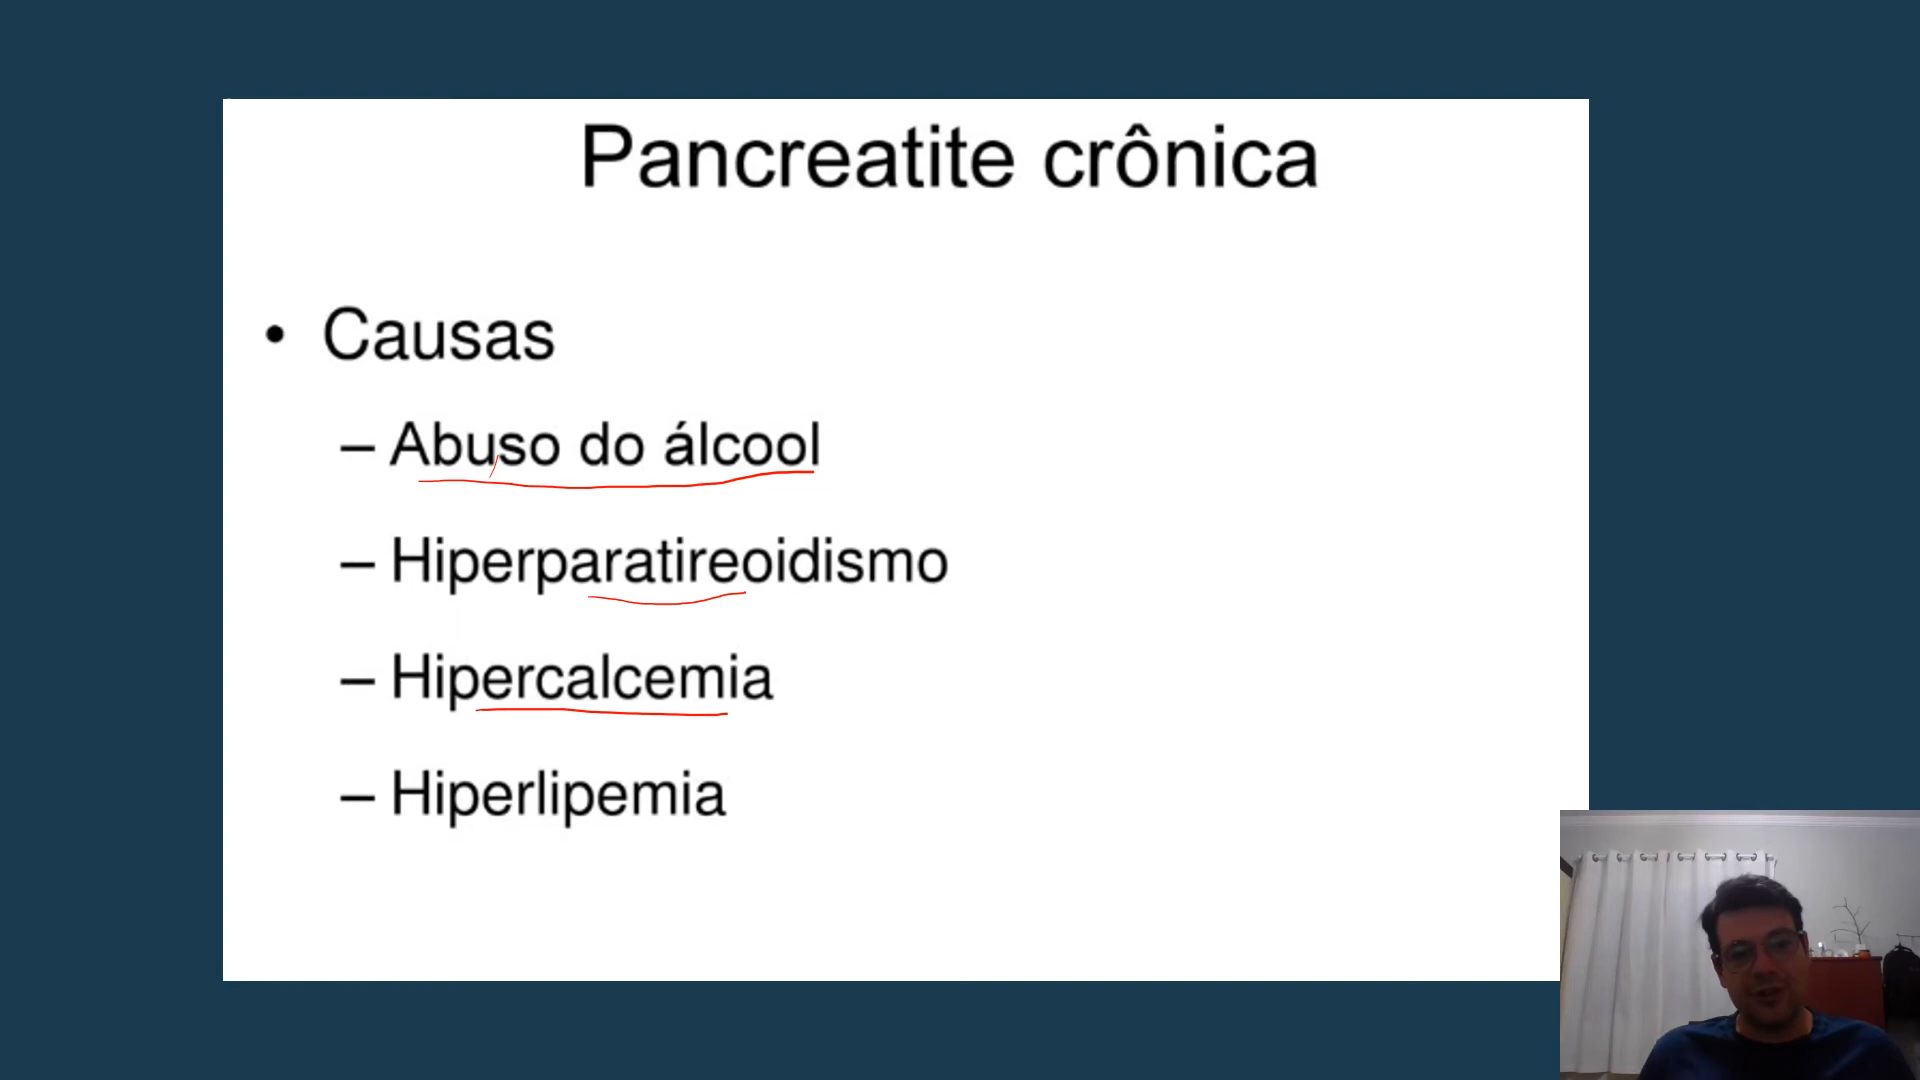 Pancreatite crônica
• Causas
– Abuso do álcool
– Hiperparatireoidismo
– Hipercalcemia
– Hiperlipemia